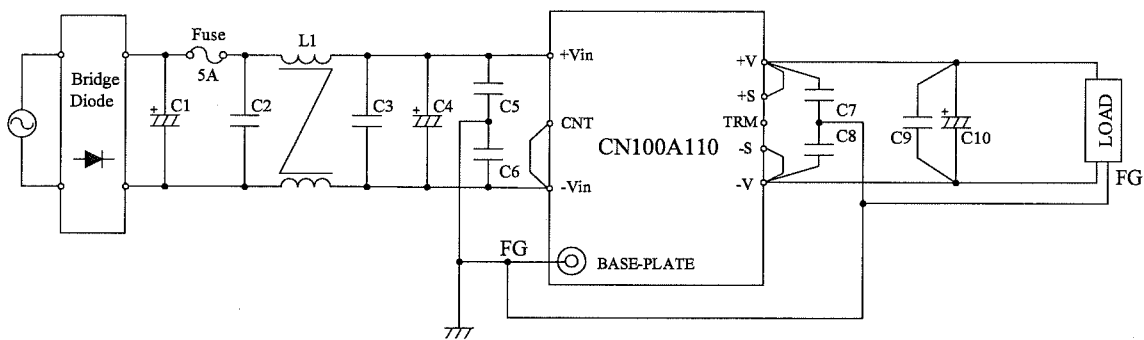 Fuse
5A
L1
Bridge
Diode
+
C1
C2
C3
+
C4
C5
C6
+Vin
CNT
-Vin
CN100A110
+V
+S
TRM
-S
-V
C7
C8
C9
+
C10
LOAD
FG
FG
BASE-PLATE